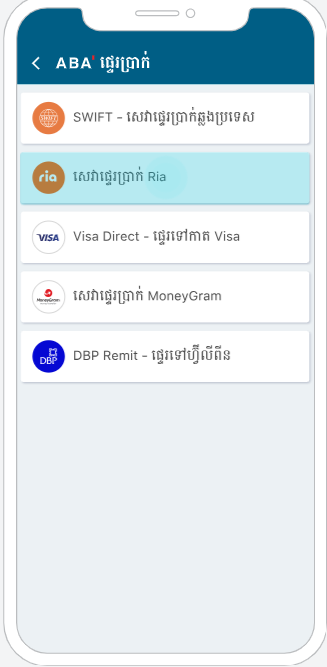 ABA' ផ្ទេរប្រាក់
SWIFT
SWIFT - សេវាផ្ទេរប្រាក់ឆ្លងប្រទេស
ria
សេវាផ្ទេរប្រាក់ Ria
VISA
Visa Direct - ផ្ទេរទៅកាត Visa
MoneyGram
សេវាផ្ទេរប្រាក់ MoneyGram
DBP
DBP Remit - ផ្ទេរទៅហ្វីលីពីន